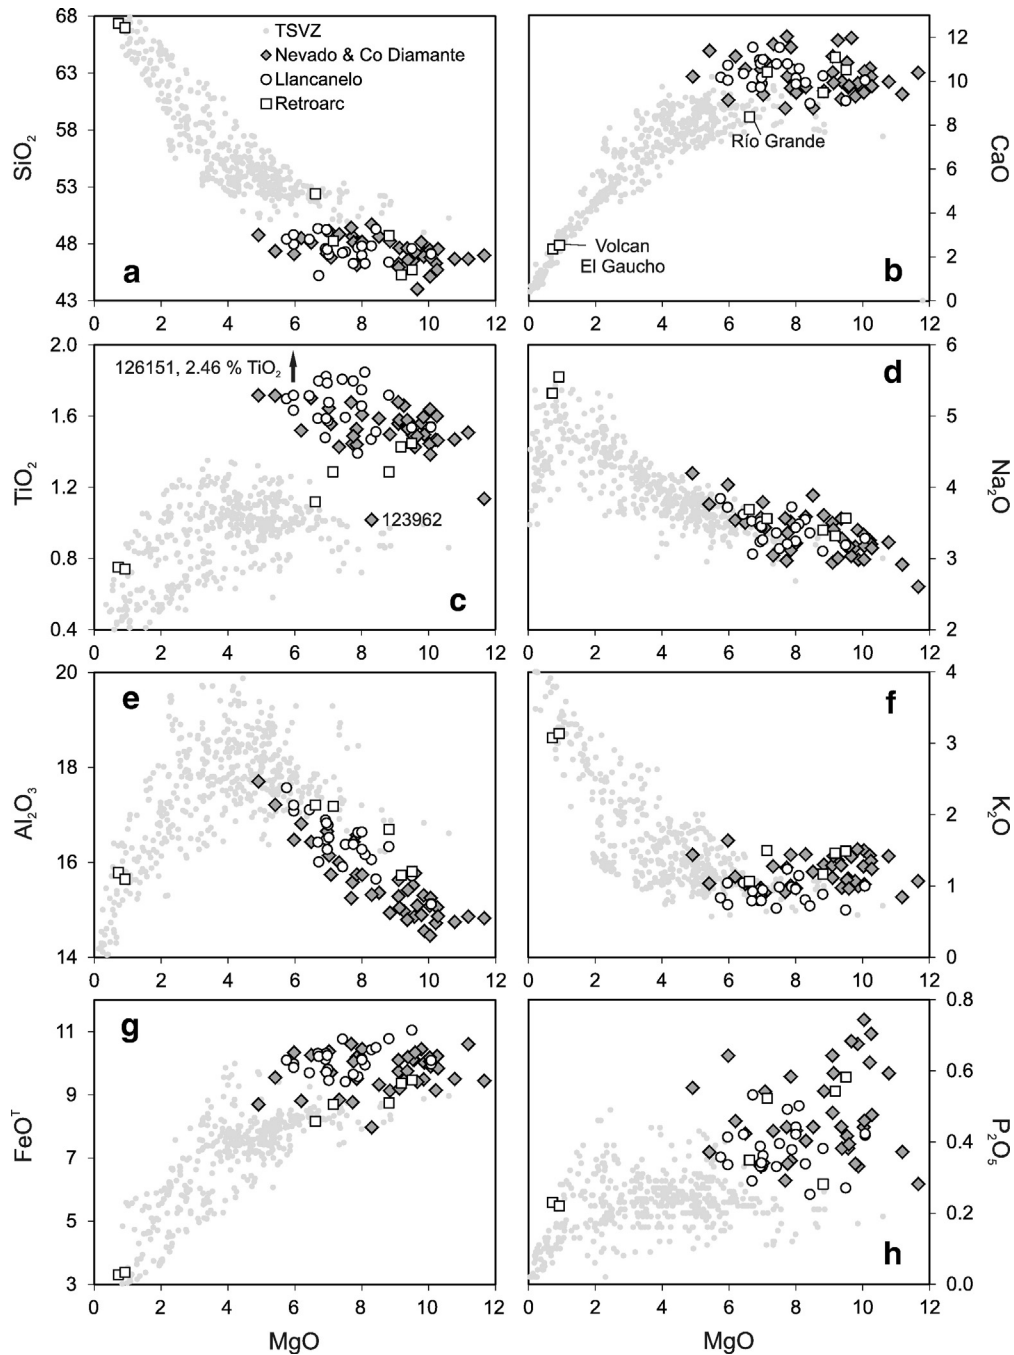 68
63
58
53
48
43
SiO₂
TSVZ
Nevado & Co Diamante
Llancanelo
Retroarc
a
0 2 4 6 8 10 12
12
10
8
6
4
2
0
CaO
Río Grande
Volcan
El Gaucho
b
0 2 4 6 8 10 12
2.0
1.6
1.2
0.8
0.4
TiO₂
126151, 2.46 % TiO₂
123962
c
0 2 4 6 8 10 12
6
5
4
3
2
Na₂O
d
0 2 4 6 8 10 12
20
18
16
14
Al₂O₃
e
0 2 4 6 8 10 12
4
3
2
1
0
K₂O
f
0 2 4 6 8 10 12
11
9
7
5
3
FeOᵀ
g
0 2 4 6 8 10 12
MgO
0.8
0.6
0.4
0.2
0.0
P₂O₅
h
0 2 4 6 8 10 12
MgO